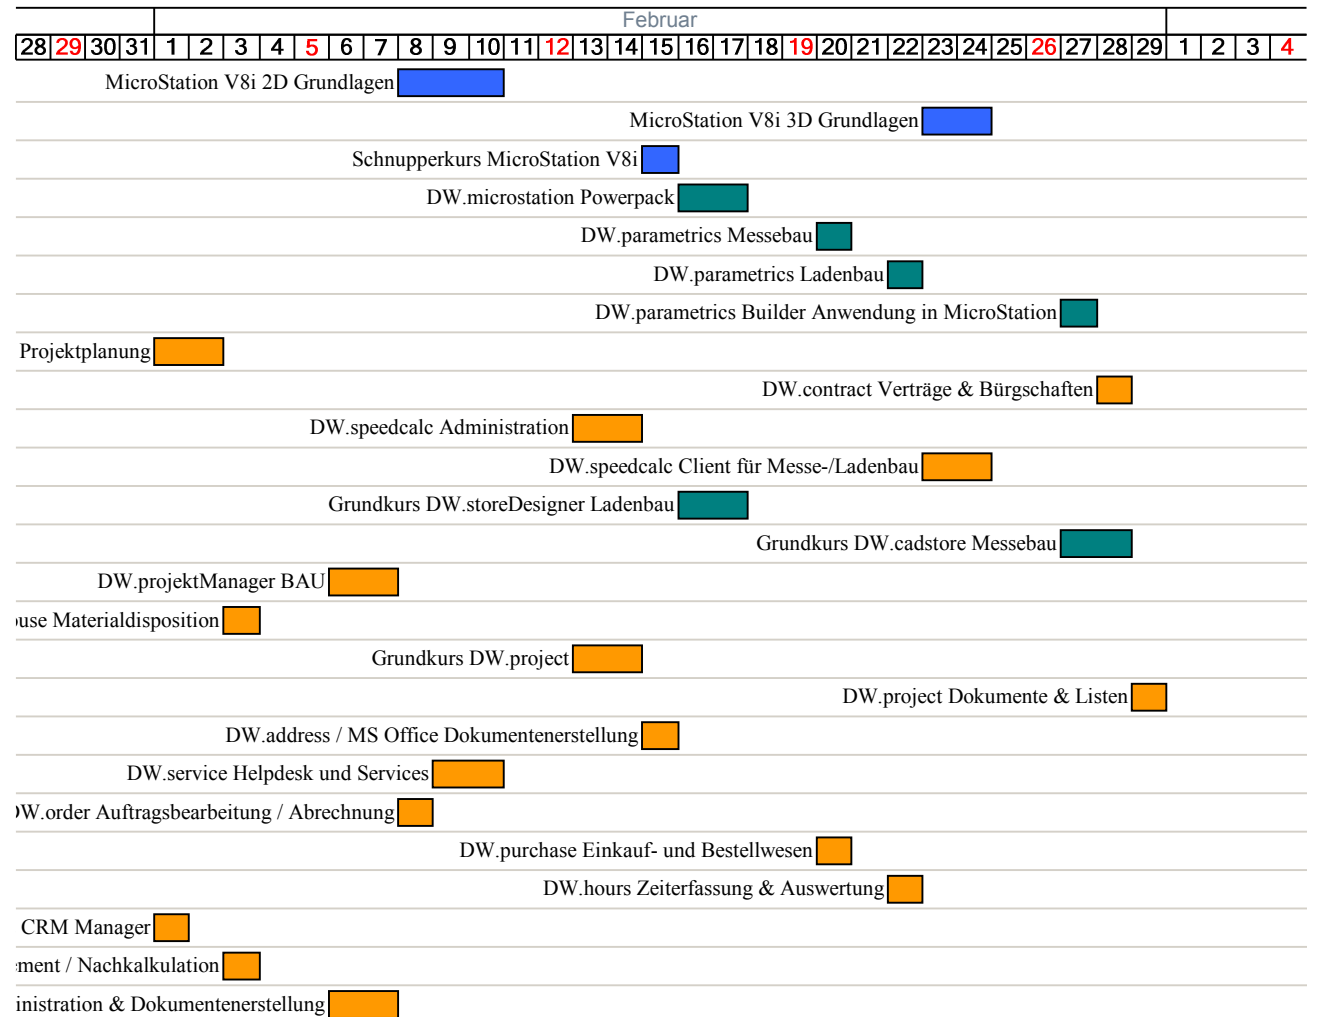 Februar
28 29 30 31 1 2 3 4 5 6 7 8 9 10 11 12 13 14 15 16 17 18 19 20 21 22 23 24 25 26 27 28 29 1 2 3 4
MicroStation V8i 2D Grundlagen
MicroStation V8i 3D Grundlagen
Schnupperkurs MicroStation V8i
DW.microstation Powerpack
DW.parametrics Messebau
DW.parametrics Ladenbau
DW.parametrics Builder Anwendung in MicroStation
Projektplanung
DW.contract Verträge & Bürgschaften
DW.speedcalc Administration
DW.speedcalc Client für Messe-/Ladenbau
Grundkurs DW.storeDesigner Ladenbau
Grundkurs DW.cadstore Messebau
DW.projektManager BAU
Materialdisposition
Grundkurs DW.project
DW.project Dokumente & Listen
DW.address / MS Office Dokumentenerstellung
DW.service Helpdesk und Services
DW.order Auftragsbearbeitung / Abrechnung
DW.purchase Einkauf- und Bestellwesen
DW.hours Zeiterfassung & Auswertung
CRM Manager
/ Nachkalkulation
& Dokumentenerstellung